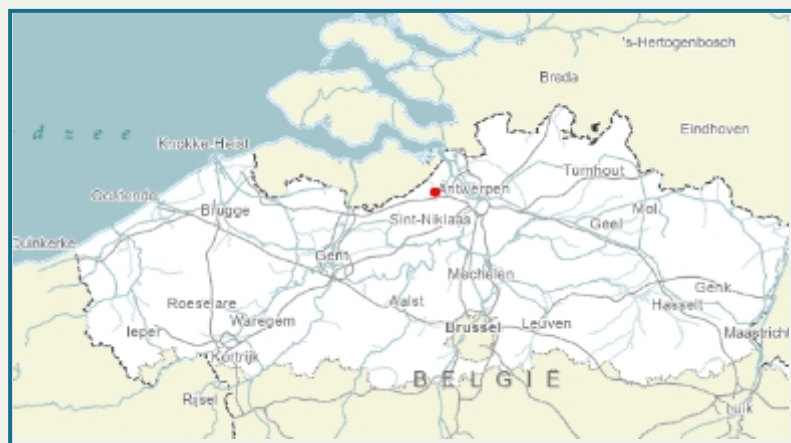 's-Hertogenbosch
Breda
d z e e
Eindhoven
Knokke-Heist
Turnhout
Antwerpen
Oostende
Mol
Brugge
Sint-Niklaas
Geel
Duinkerke
Gent
Mechelen
Genk
Roeselare
Aalst
Hasselt
Waregem
Brussel
Leuven
Ieper
Maastricht
Kortrijk
BELGIË
Rijsel
Luik